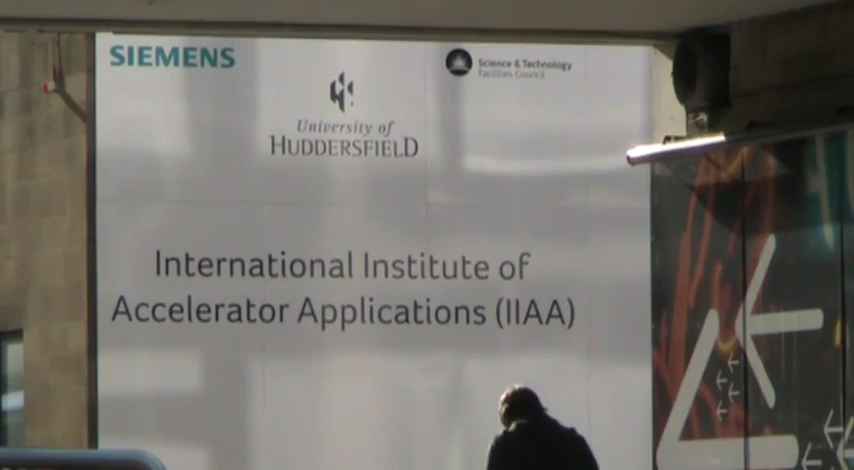 SIEMENS
Science & Technology
Facilities Council
University of
HUDDERSFIELD
International Institute of
Accelerator Applications (IIAA)